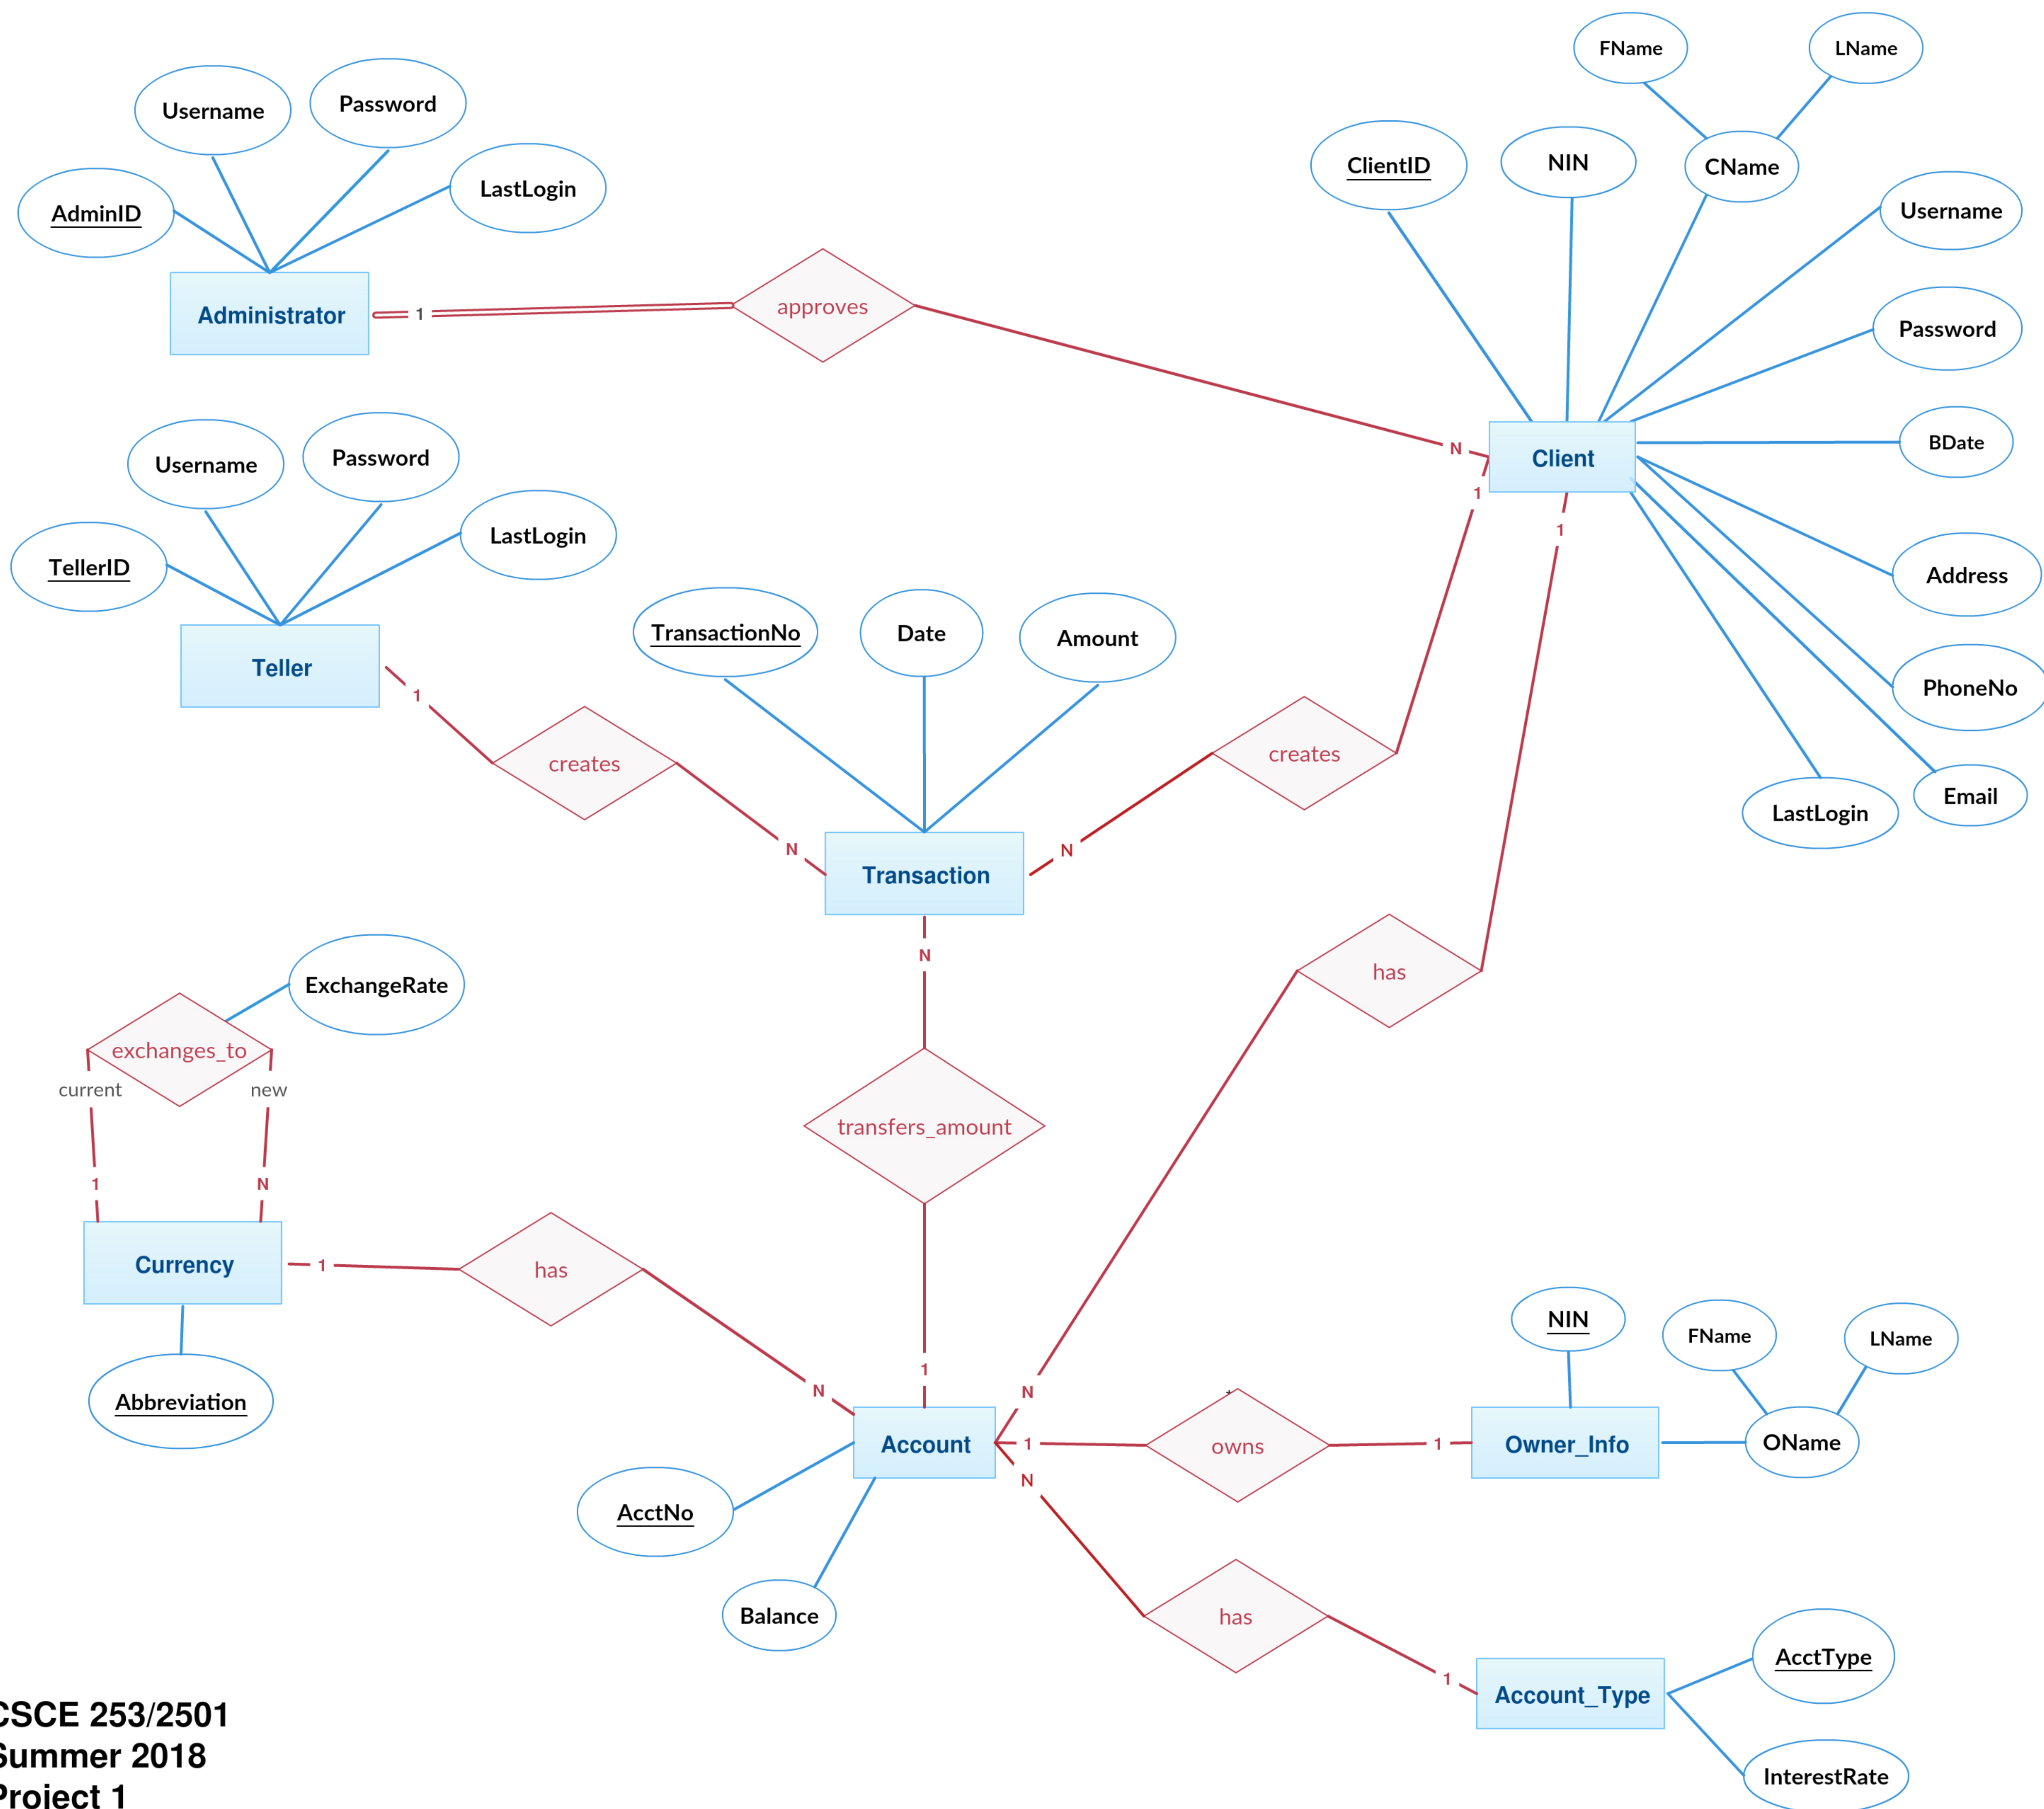 FName
LName
Username
Password
ClientID
NIN
CName
AdminID
LastLogin
Username
Administrator
1
approves
Password
N
Client
BDate
1
1
Username
Password
TellerID
LastLogin
Address
Teller
TransactionNo
Date
Amount
PhoneNo
1
creates
creates
N
N
Email
LastLogin
Transaction
N
has
ExchangeRate
exchanges_to
current
new
transfers_amount
1
N
Currency
1
has
N
1
N
Abbreviation
Account
1
owns
1
Owner_Info
NIN
FName
LName
OName
N
AcctNo
Balance
has
1
Account_Type
AcctType
InterestRate
CSCE 253/2501
Summer 2018
Project 1